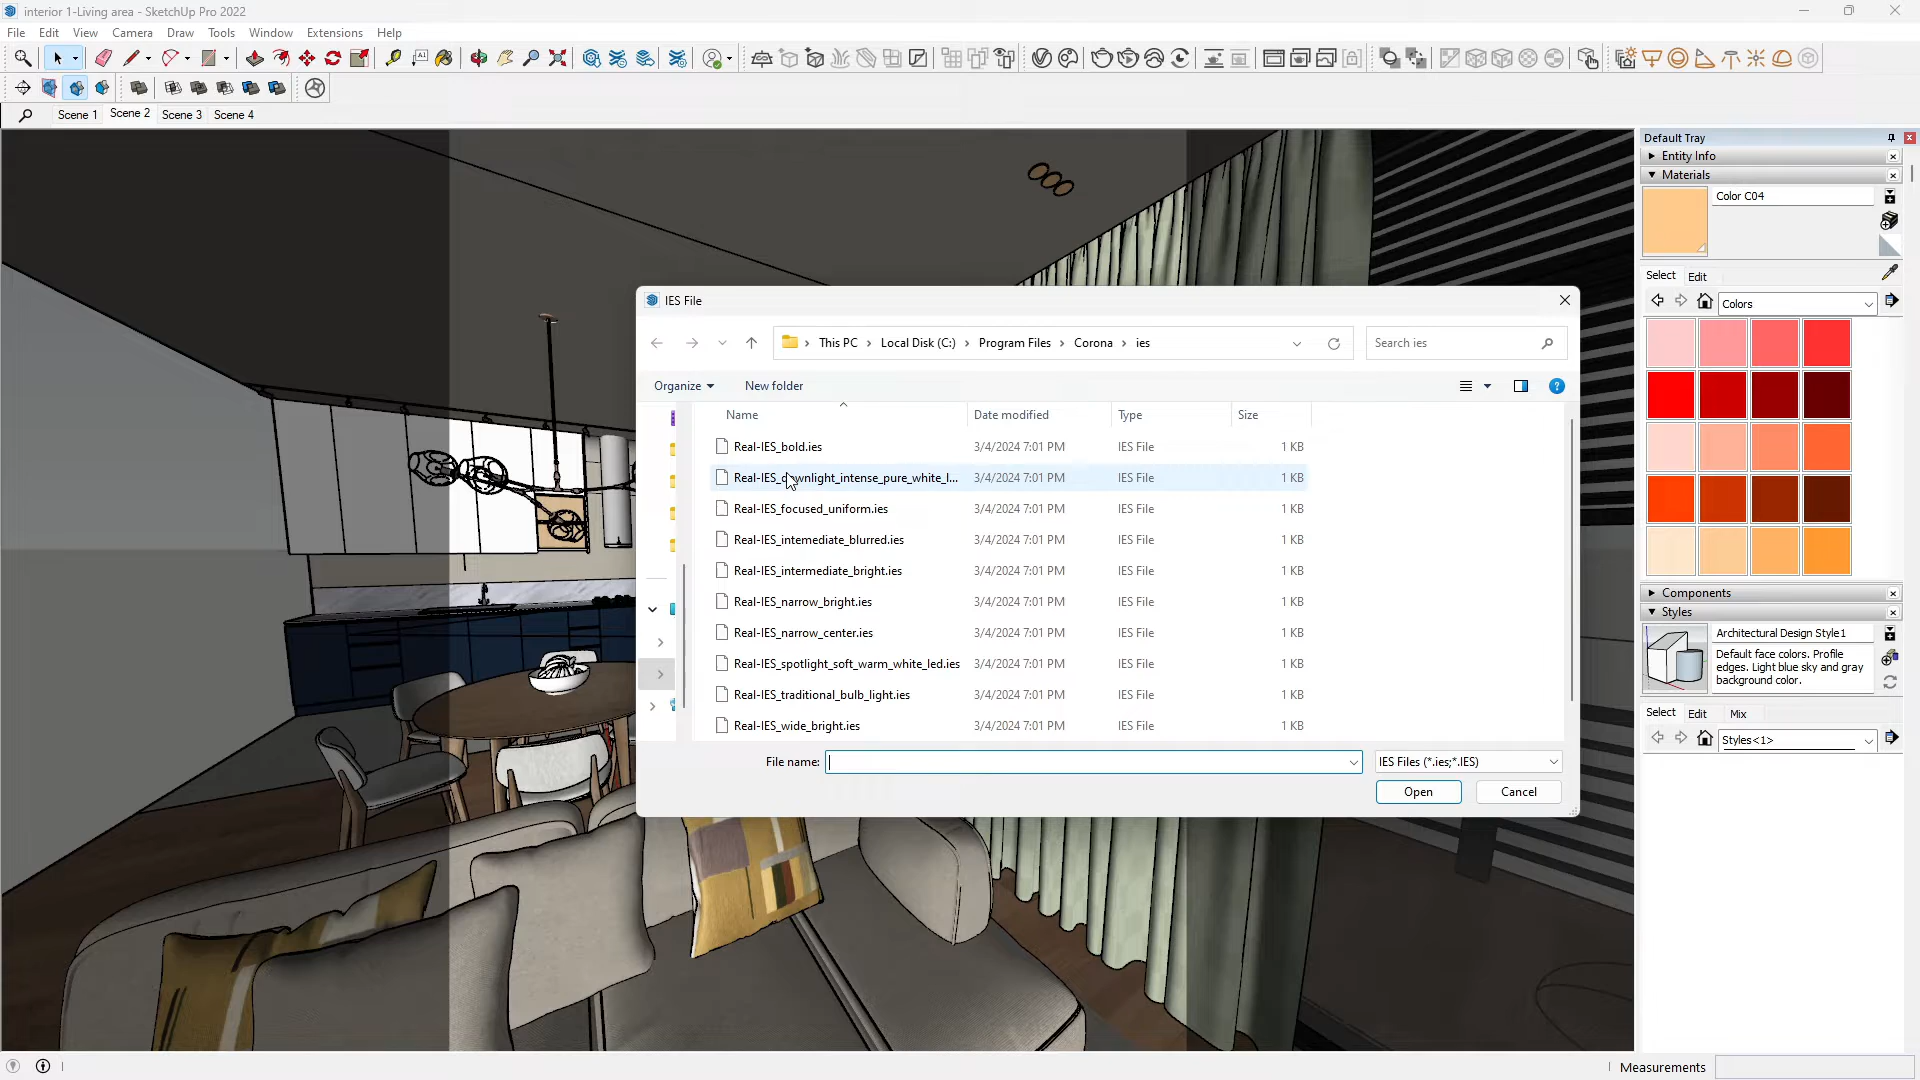 interior 1-Living area - SketchUp Pro 2022
File Edit View Camera Draw Tools Window Extensions Help
Scene 1 Scene 2 Scene 3 Scene 4
Default Tray
Entity Info
Materials
Color C04
Select Edit
Colors
Components
Styles
Architectural Design Style1
Default face colors. Profile
edges. Light blue sky and gray
background color.
Select Edit Mix
Styles<1>
IES File
This PC Local Disk (C:) Program Files Corona ies
Search ies
Organize New folder
Name Date modified Type Size
Real-IES_bold.ies 3/4/2024 7:01 PM IES File 1 KB
Real-IES_downlight_intense_pure_white_l... 3/4/2024 7:01 PM IES File 1 KB
Real-IES_focused_uniform.ies 3/4/2024 7:01 PM IES File 1 KB
Real-IES_intemediate_blurred.ies 3/4/2024 7:01 PM IES File 1 KB
Real-IES_intermediate_bright.ies 3/4/2024 7:01 PM IES File 1 KB
Real-IES_narrow_bright.ies 3/4/2024 7:01 PM IES File 1 KB
Real-IES_narrow_center.ies 3/4/2024 7:01 PM IES File 1 KB
Real-IES_spotlight_soft_warm_white_led.ies 3/4/2024 7:01 PM IES File 1 KB
Real-IES_traditional_bulb_light.ies 3/4/2024 7:01 PM IES File 1 KB
Real-IES_wide_bright.ies 3/4/2024 7:01 PM IES File 1 KB
File name: IES Files (*.ies;*.IES)
Open Cancel
Measurements